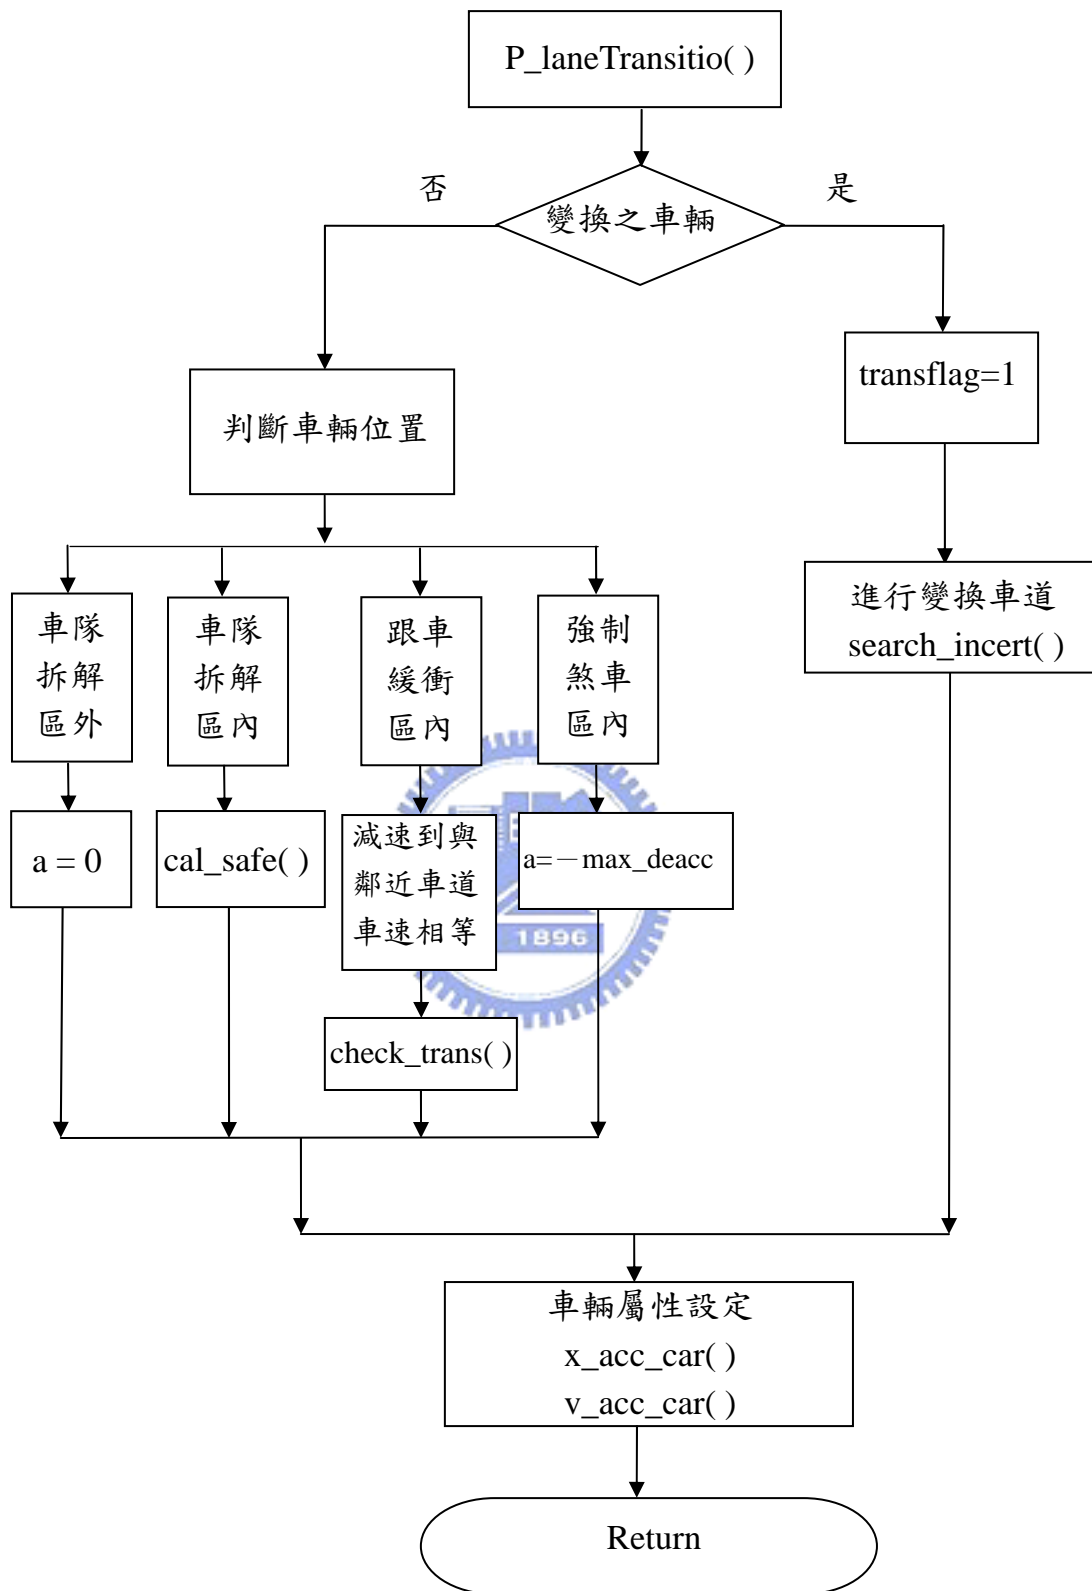 P_laneTransitio( )
否
是
變換之車輛
transflag=1
判斷車輛位置
進行變換車道
search_incert( )
車隊
拆解
區外
車隊
拆解
區內
跟車
緩衝
區內
強制
煞車
區內
a = 0
cal_safe( )
減速到與
鄰近車道
車速相等
a=－max_deacc
1896
check_trans( )
車輛屬性設定
x_acc_car( )
v_acc_car( )
Return